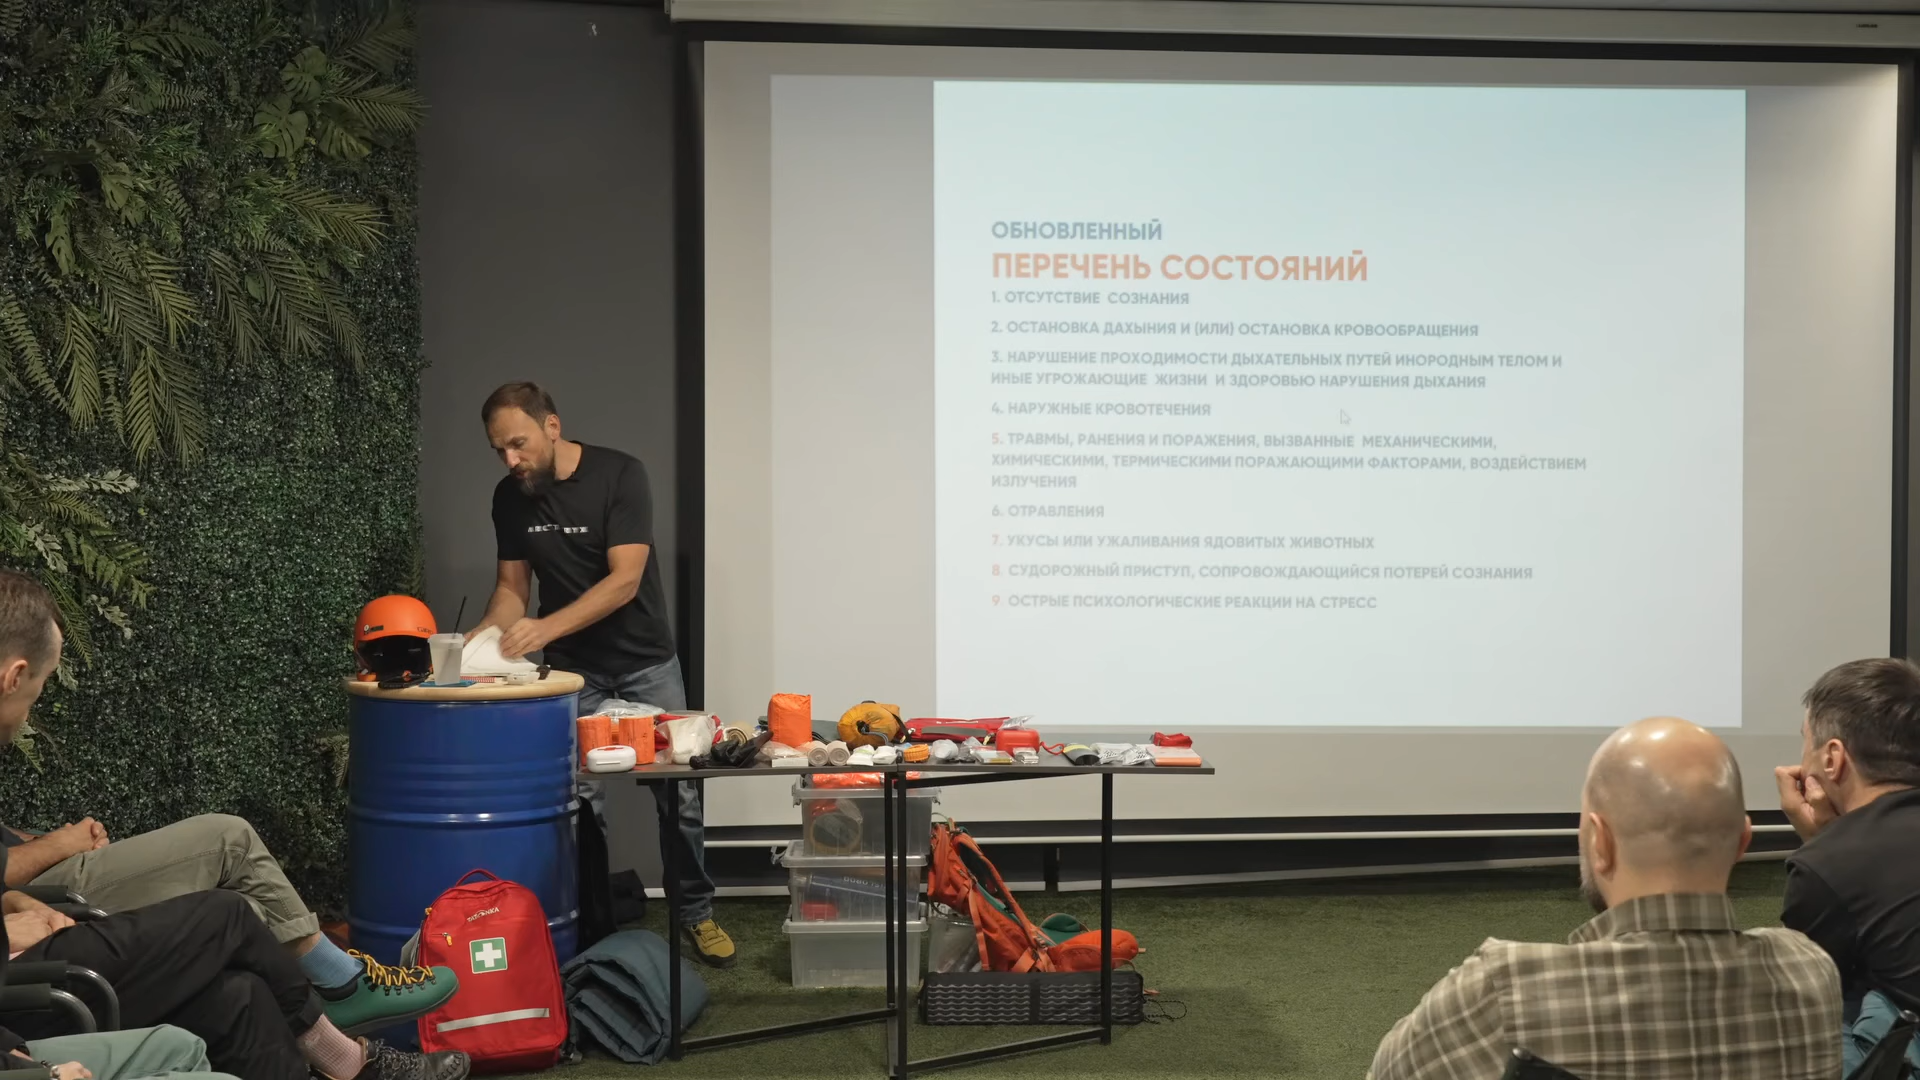 ОБНОВЛЕННЫЙ
ПЕРЕЧЕНЬ СОСТОЯНИЙ
1. ОТСУТСТВИЕ СОЗНАНИЯ
2. ОСТАНОВКА ДАХЫНИЯ И (ИЛИ) ОСТАНОВКА КРОВООБРАЩЕНИЯ
3. НАРУШЕНИЕ ПРОХОДИМОСТИ ДЫХАТЕЛЬНЫХ ПУТЕЙ ИНОРОДНЫМ ТЕЛОМ И
ИНЫЕ УГРОЖАЮЩИЕ ЖИЗНИ И ЗДОРОВЬЮ НАРУШЕНИЯ ДЫХАНИЯ
4. НАРУЖНЫЕ КРОВОТЕЧЕНИЯ
5. ТРАВМЫ, РАНЕНИЯ И ПОРАЖЕНИЯ, ВЫЗВАННЫЕ МЕХАНИЧЕСКИМИ,
ХИМИЧЕСКИМИ, ТЕРМИЧЕСКИМИ ПОРАЖАЮЩИМИ ФАКТОРАМИ, ВОЗДЕЙСТВИЕМ
ИЗЛУЧЕНИЯ
6. ОТРАВЛЕНИЯ
7. УКУСЫ ИЛИ УЖАЛИВАНИЯ ЯДОВИТЫХ ЖИВОТНЫХ
8. СУДОРОЖНЫЙ ПРИСТУП, СОПРОВОЖДАЮЩИЙСЯ ПОТЕРЕЙ СОЗНАНИЯ
9. ОСТРЫЕ ПСИХОЛОГИЧЕСКИЕ РЕАКЦИИ НА СТРЕСС
TATONKA